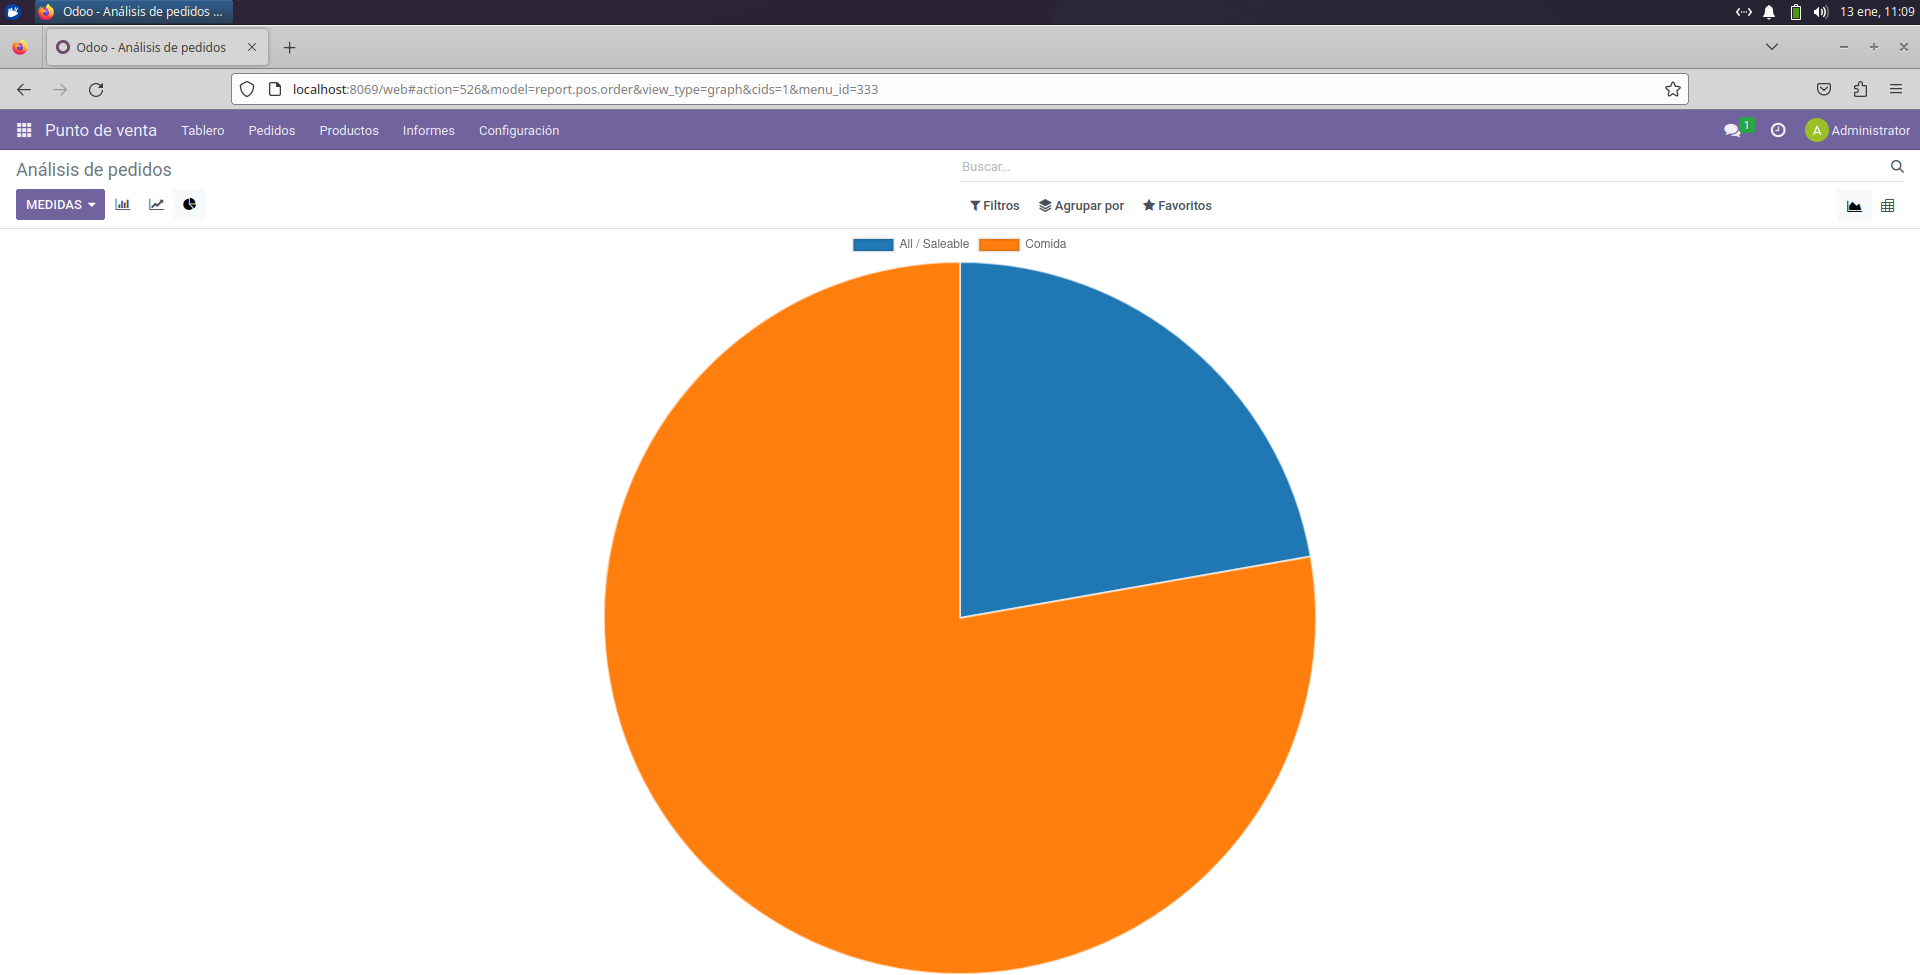 Odoo - Análisis de pedidos ...
13 ene, 11:09
Odoo - Análisis de pedidos
localhost:8069/web#action=526&model=report.pos.order&view_type=graph&cids=1&menu_id=333
Punto de venta Tablero Pedidos Productos Informes Configuración
1
A Administrator
Análisis de pedidos
Buscar...
MEDIDAS
Filtros Agrupar por Favoritos
All / Saleable Comida